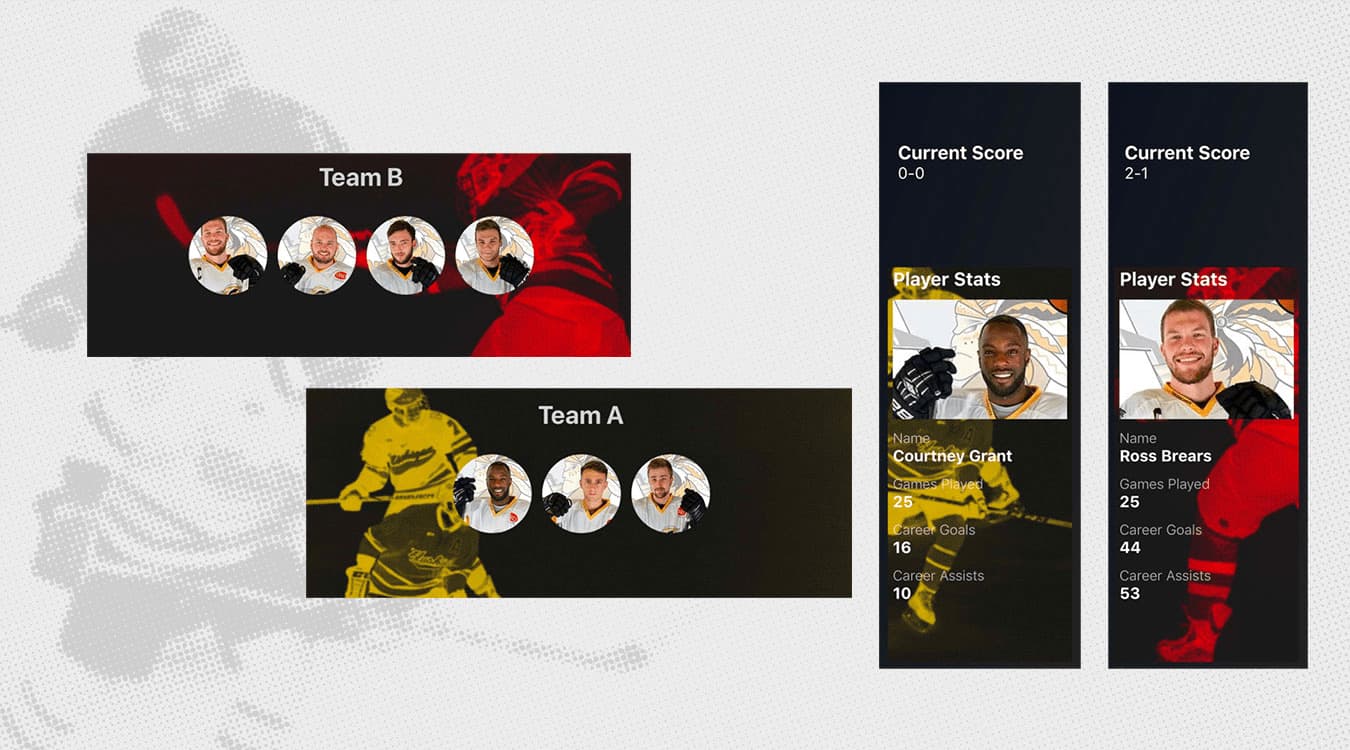 Team B
Team A
Current Score
0-0
Player Stats
Name
Courtney Grant
Games Played
25
Career Goals
16
Career Assists
10
Current Score
2-1
Player Stats
Name
Ross Brears
Games Played
25
Career Goals
44
Career Assists
53